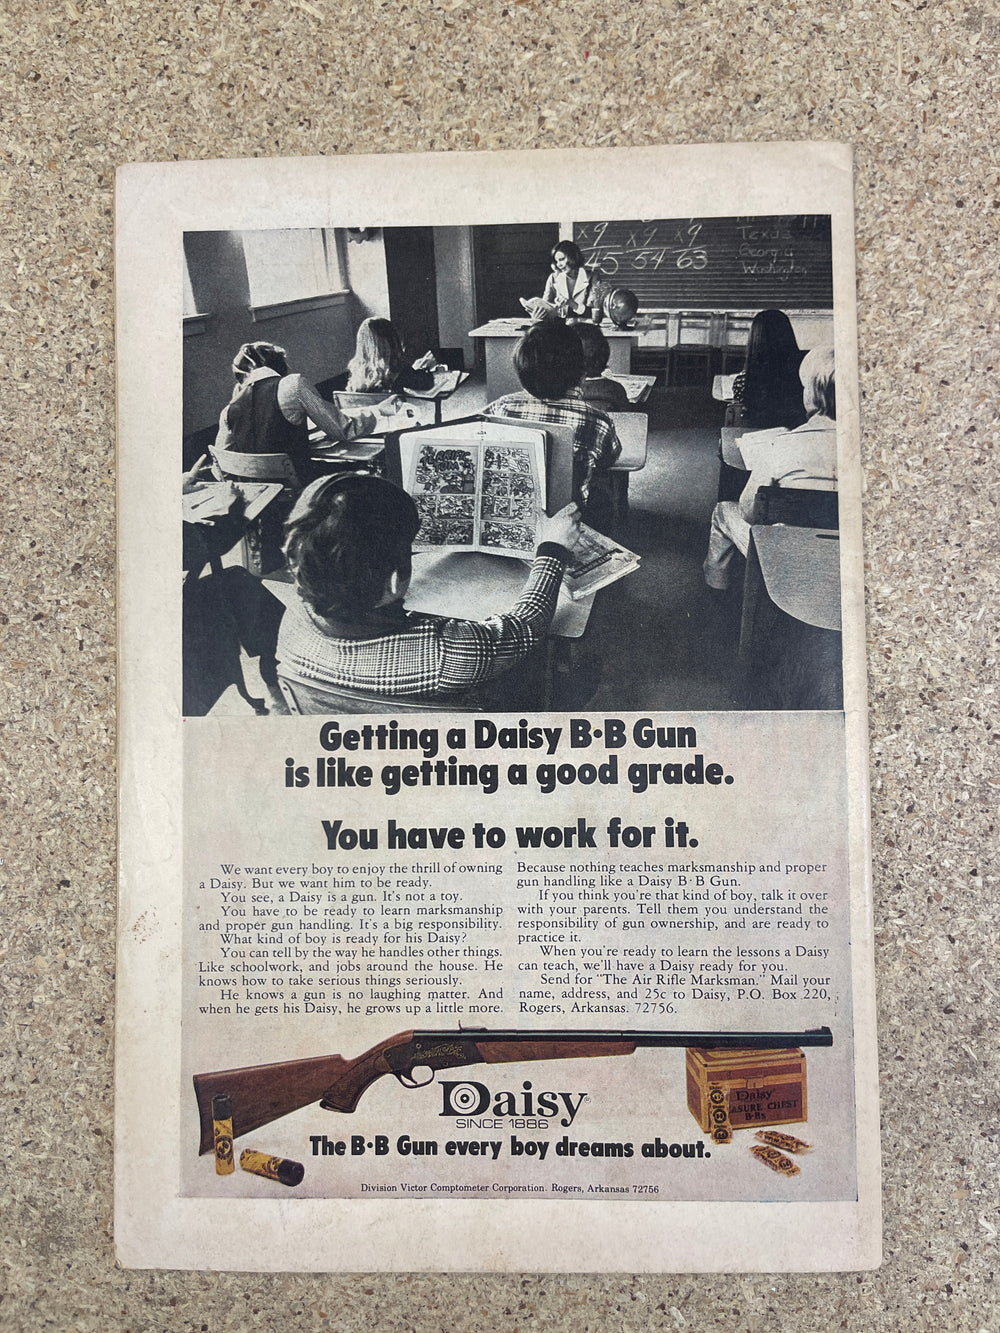 x9 x9 x9
45 54 63
Texas
Georgia
Washington
Getting a Daisy B·B Gun
is like getting a good grade.
You have to work for it.
We want every boy to enjoy the thrill of owning
a Daisy. But we want him to be ready.
You see, a Daisy is a gun. It's not a toy.
You have to be ready to learn marksmanship
and proper gun handling. It's a big responsibility.
What kind of boy is ready for his Daisy?
You can tell by the way he handles other things.
Like schoolwork, and jobs around the house. He
knows how to take serious things seriously.
He knows a gun is no laughing matter. And
when he gets his Daisy, he grows up a little more.
Because nothing teaches marksmanship and proper
gun handling like a Daisy B·B Gun.
If you think you're that kind of boy, talk it over
with your parents. Tell them you understand the
responsibility of gun ownership, and are ready to
practice it.
When you're ready to learn the lessons a Daisy
can teach, we'll have a Daisy ready for you.
Send for "The Air Rifle Marksman." Mail your
name, address, and 25c to Daisy, P.O. Box 220,
Rogers, Arkansas. 72756.
Daisy
ASURE CHEST
B·Bs
Daisy®
SINCE 1886
The B·B Gun every boy dreams about.
Division Victor Comptometer Corporation. Rogers, Arkansas 72756